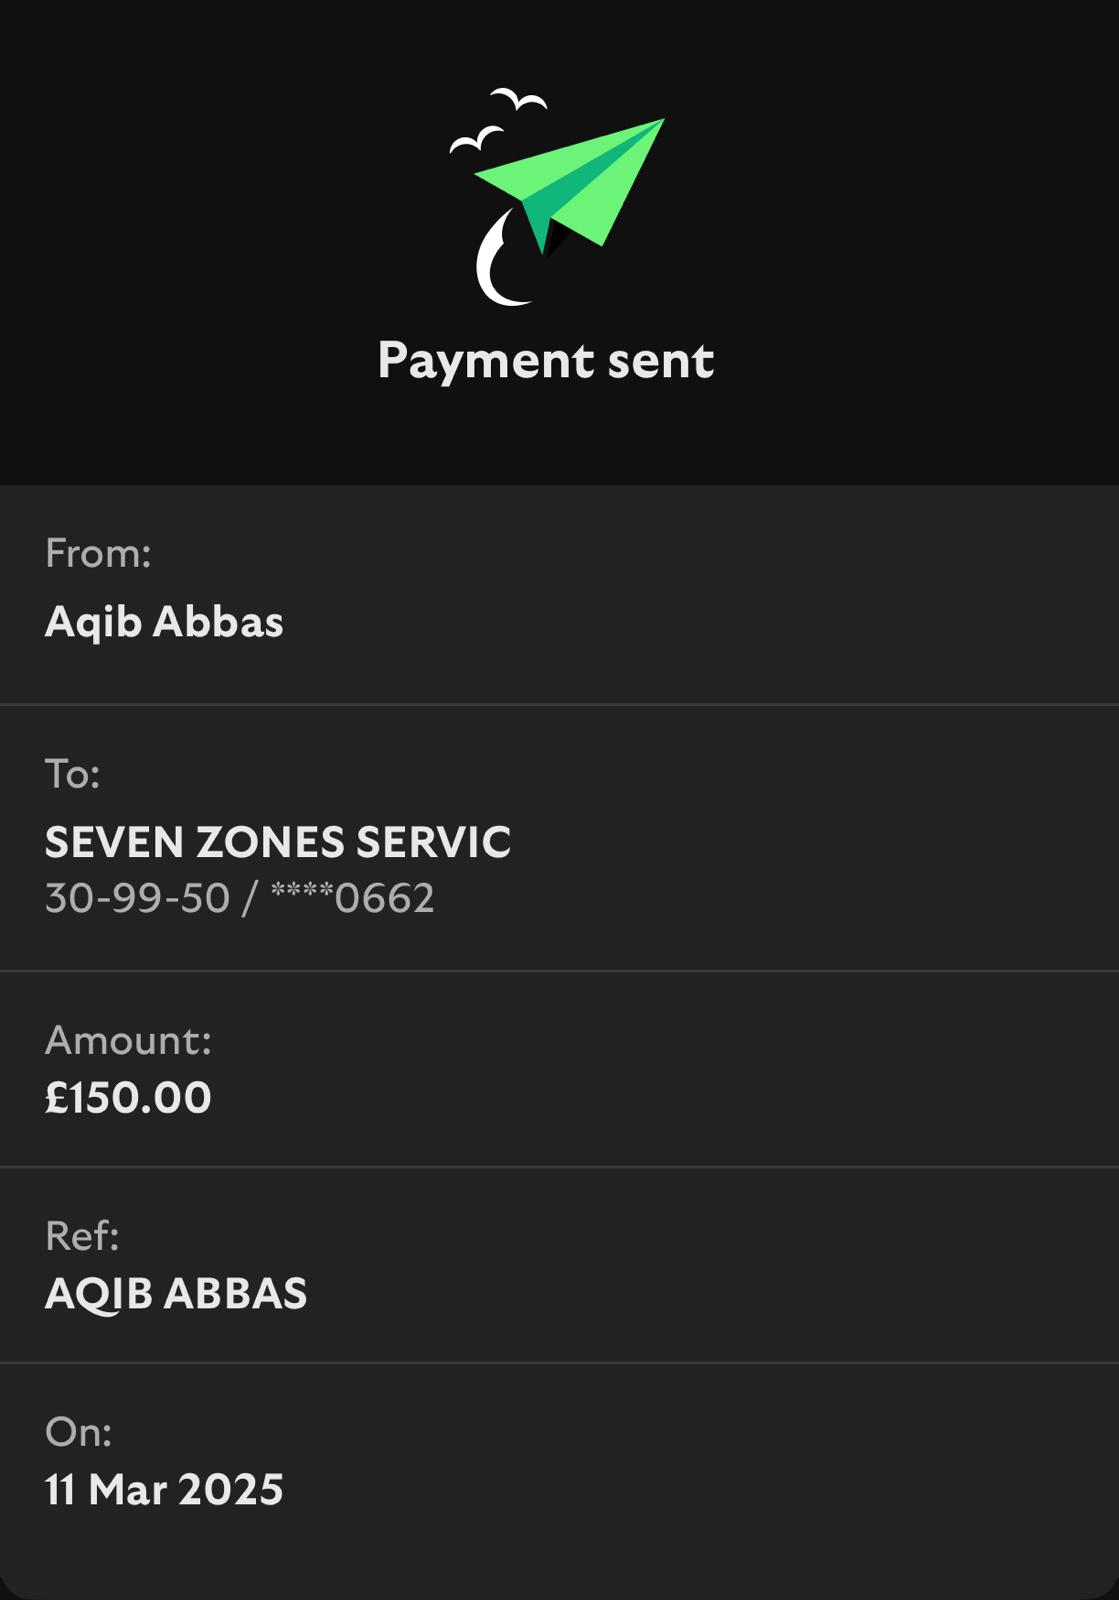 Payment sent
From:
Aqib Abbas
To:
SEVEN ZONES SERVIC
30-99-50 / ****0662
Amount:
£150.00
Ref:
AQIB ABBAS
On:
11 Mar 2025